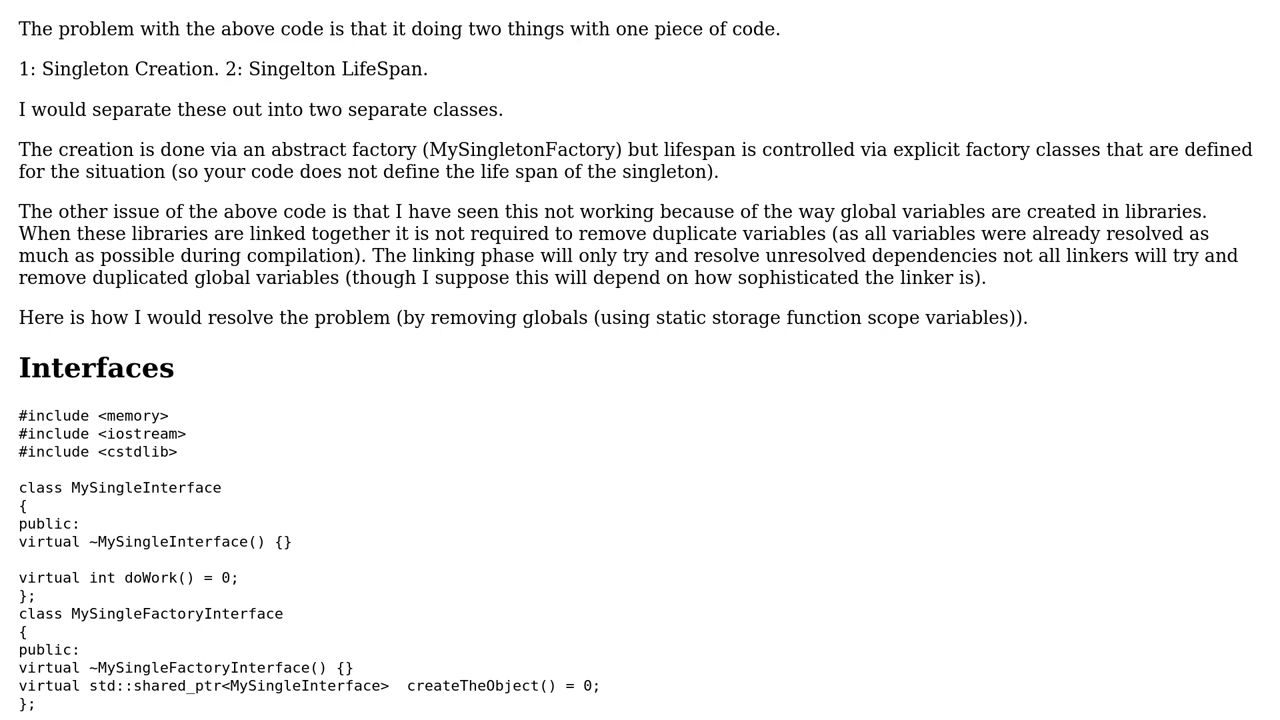 The problem with the above code is that it doing two things with one piece of code.
1: Singleton Creation. 2: Singelton LifeSpan.
I would separate these out into two separate classes.
The creation is done via an abstract factory (MySingletonFactory) but lifespan is controlled via explicit factory classes that are defined
for the situation (so your code does not define the life span of the singleton).
The other issue of the above code is that I have seen this not working because of the way global variables are created in libraries.
When these libraries are linked together it is not required to remove duplicate variables (as all variables were already resolved as
much as possible during compilation). The linking phase will only try and resolve unresolved dependencies not all linkers will try and
remove duplicated global variables (though I suppose this will depend on how sophisticated the linker is).
Here is how I would resolve the problem (by removing globals (using static storage function scope variables)).
Interfaces
#include <memory>
#include <iostream>
#include <cstdlib>
class MySingleInterface
{
public:
virtual ~MySingleInterface() {}
virtual int doWork() = 0;
};
class MySingleFactoryInterface
{
public:
virtual ~MySingleFactoryInterface() {}
virtual std::shared_ptr<MySingleInterface>  createTheObject() = 0;
};